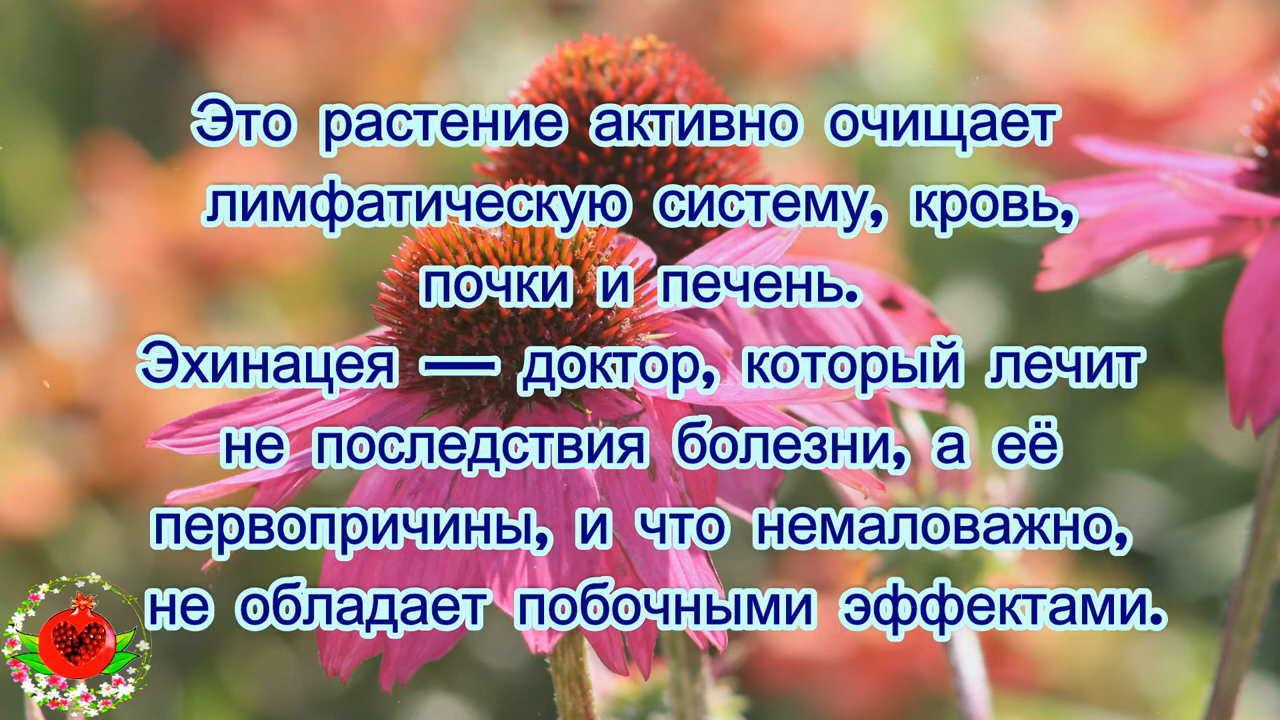 Это растение активно очищает
лимфатическую систему, кровь,
почки и печень.
Эхинацея — доктор, который лечит
не последствия болезни, а её
первопричины, и что немаловажно,
не обладает побочными эффектами.